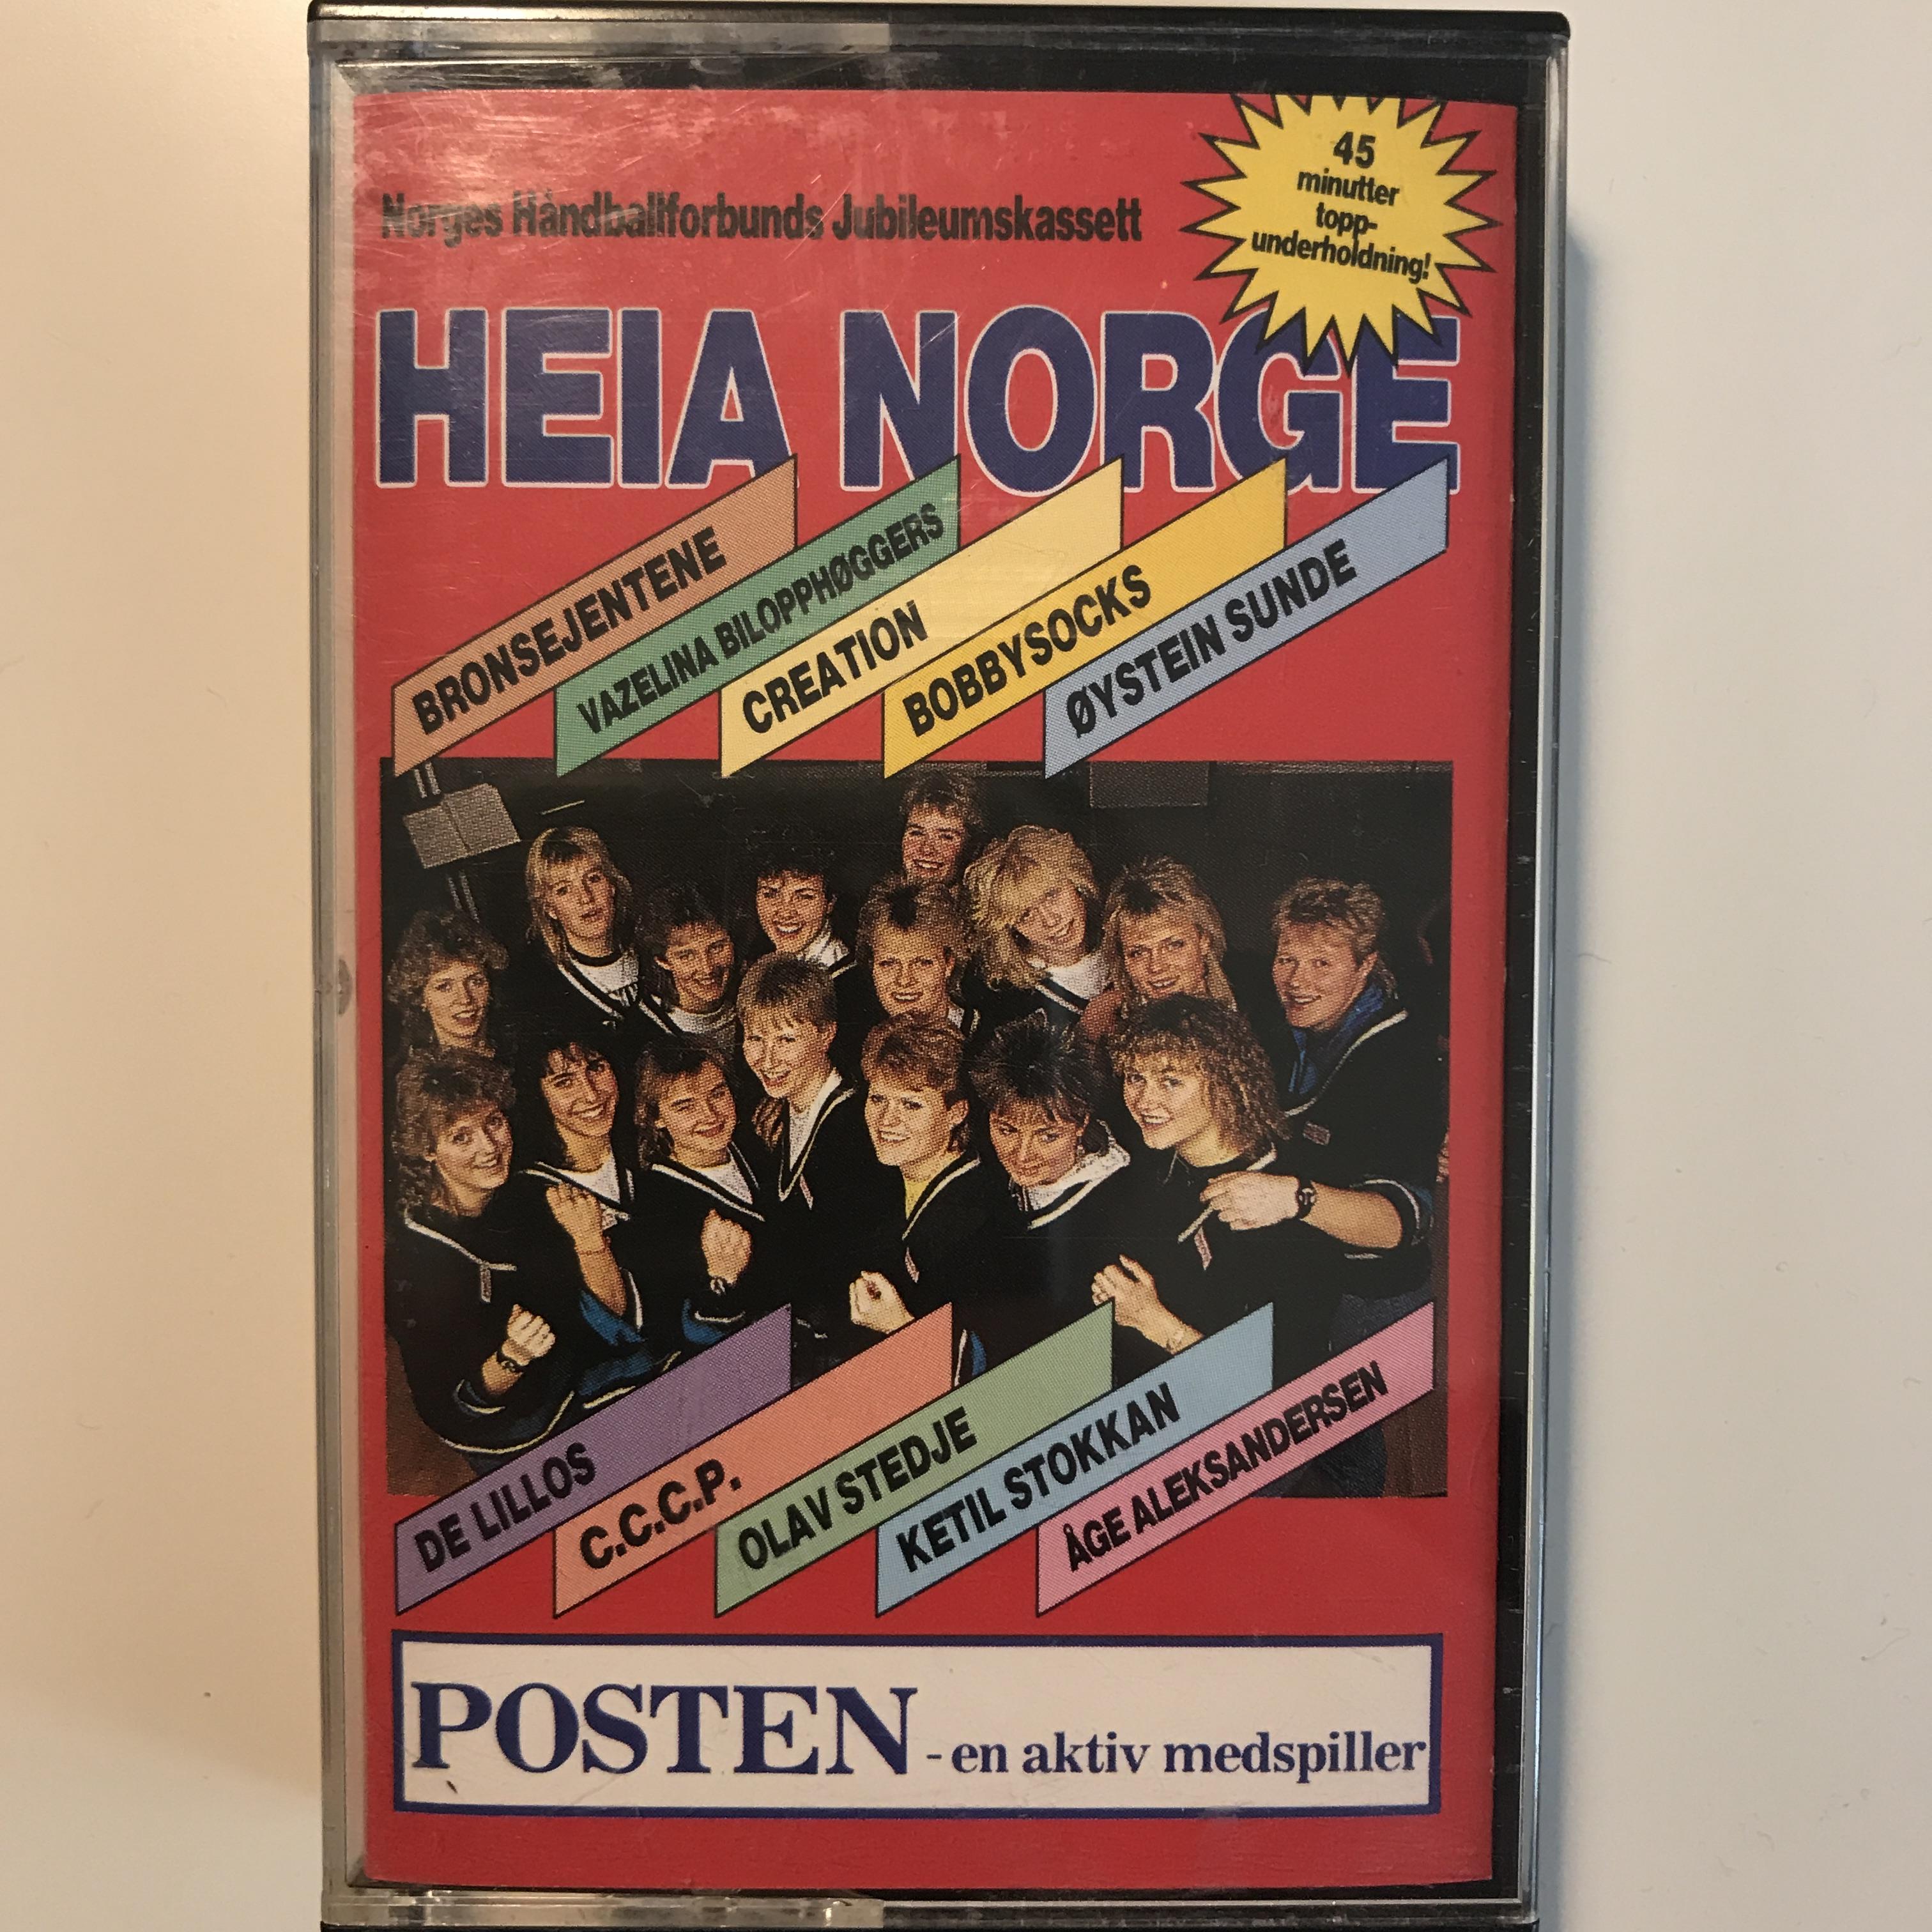 45
minutter
topp-
underholdning!
Norges Håndballforbunds Jubileumskassett
HEIA NORGE
BRONSEJENTENE
VAZELINA BILOPPHØGGERS
CREATION
BOBBYSOCKS
ØYSTEIN SUNDE
DE LILLOS
C.C.C.P.
OLAV STEDJE
KETIL STOKKAN
ÅGE ALEKSANDERSEN
POSTEN - en aktiv medspiller